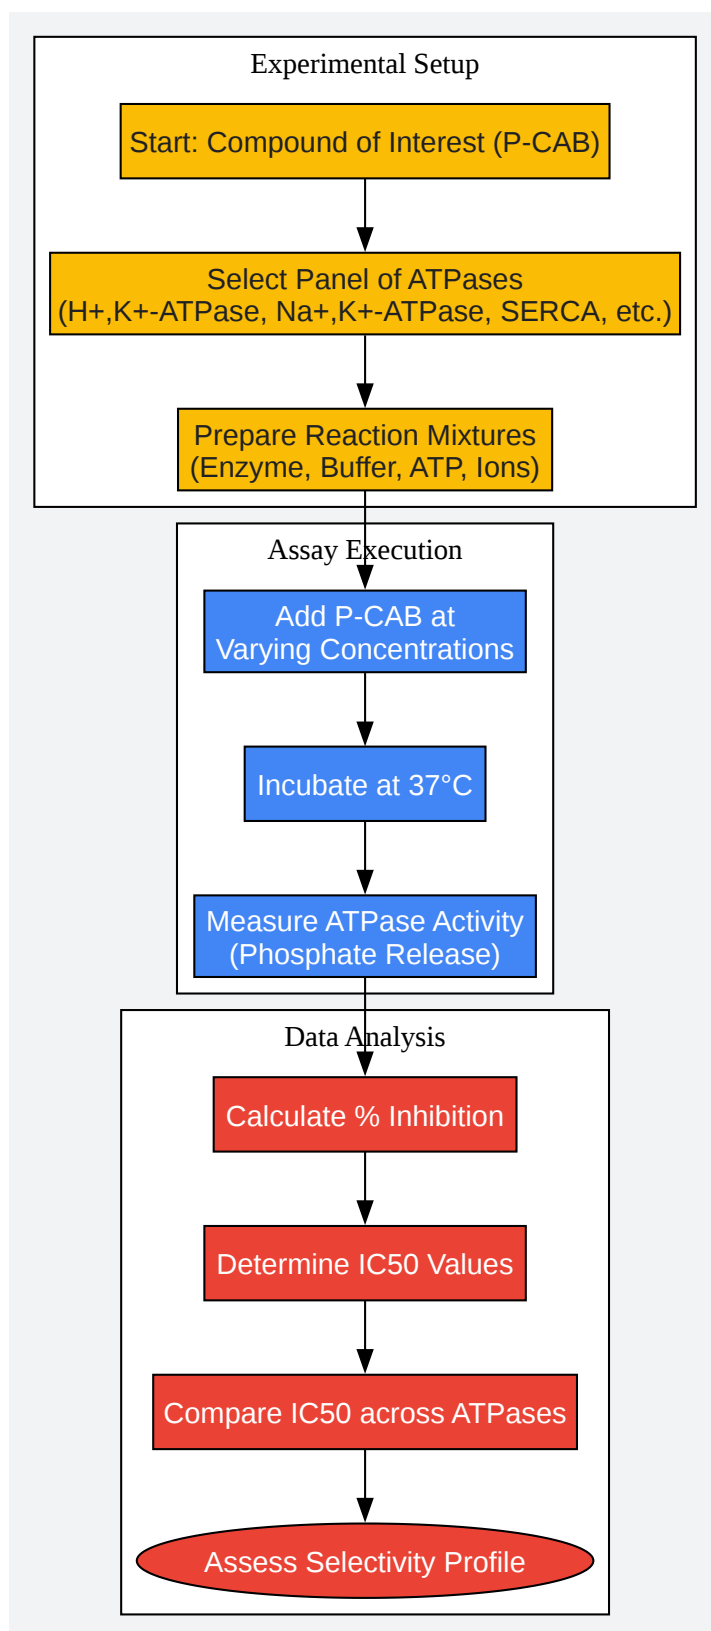 Experimental Setup
Start: Compound of Interest (P-CAB)
Select Panel of ATPases
(H+,K+-ATPase, Na+,K+-ATPase, SERCA, etc.)
Prepare Reaction Mixtures
(Enzyme, Buffer, ATP, Ions)
Assay Execution
Add P-CAB at
Varying Concentrations
Incubate at 37°C
Measure ATPase Activity
(Phosphate Release)
Data Analysis
Calculate % Inhibition
Determine IC50 Values
Compare IC50 across ATPases
Assess Selectivity Profile